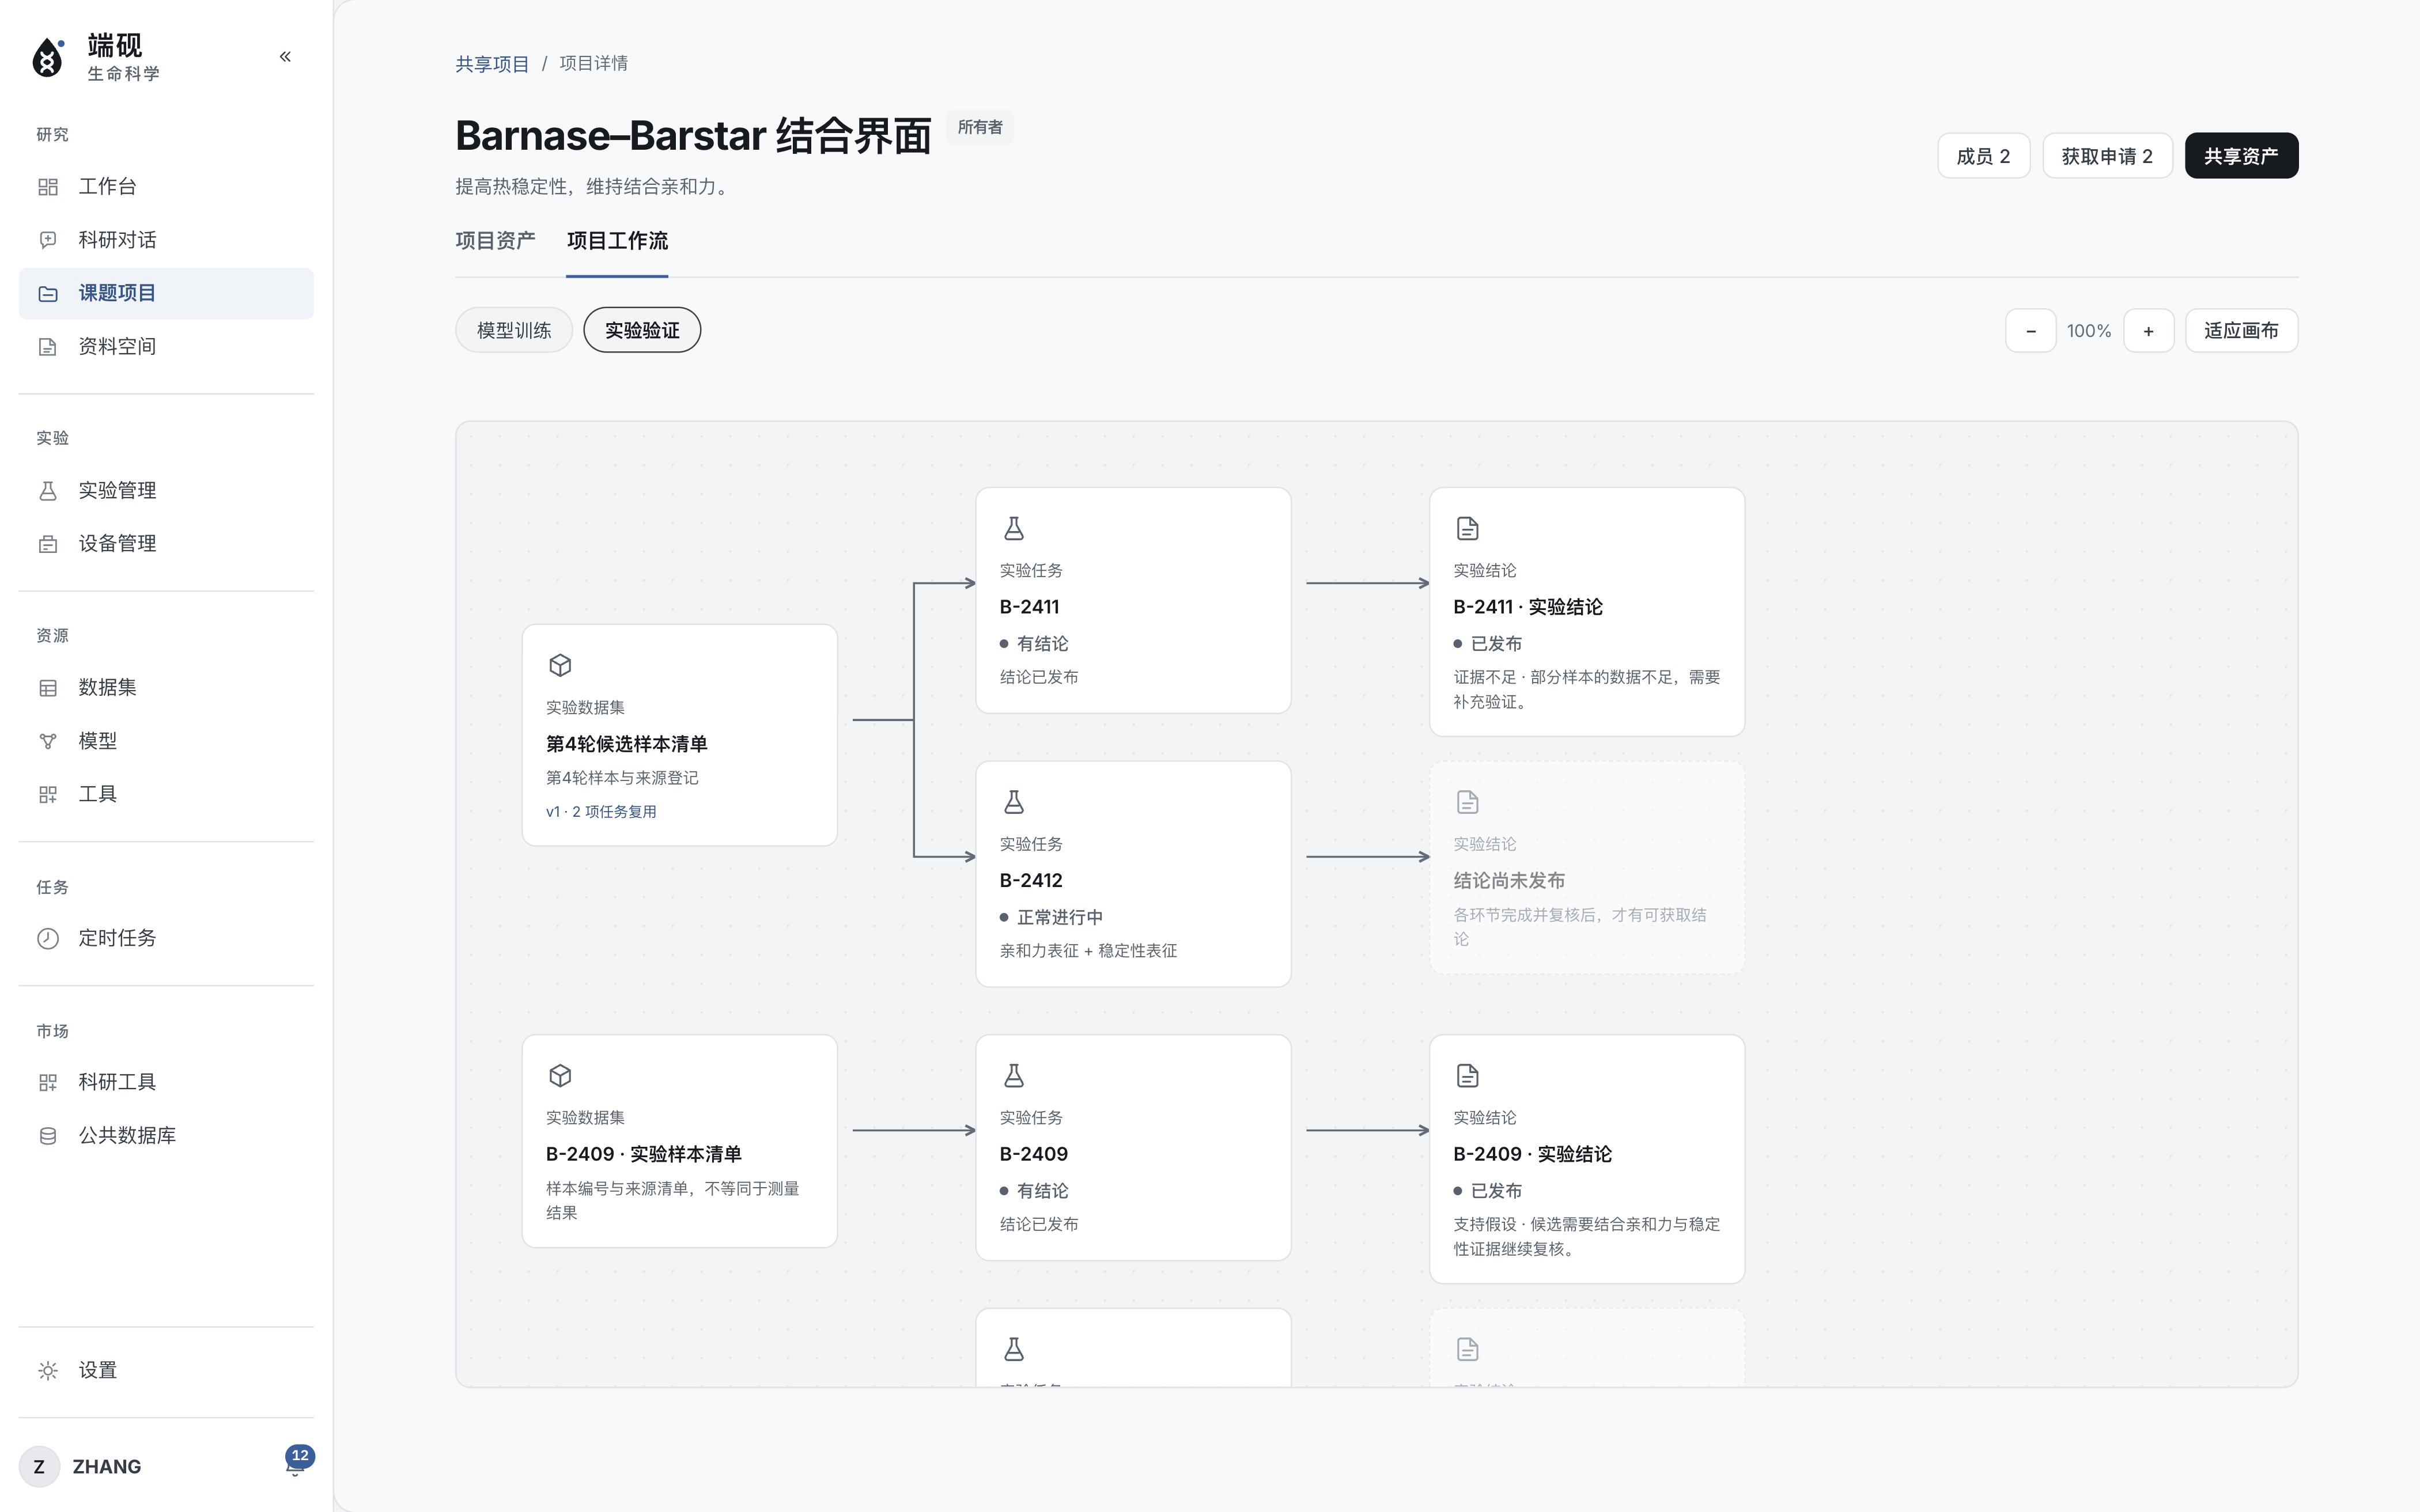 端砚
生命科学
研究
工作台
科研对话
课题项目
资料空间
实验
实验管理
设备管理
资源
数据集
模型
工具
任务
定时任务
市场
科研工具
公共数据库
设置
Z
ZHANG
12
共享项目 / 项目详情
Barnase–Barstar 结合界面
所有者
提高热稳定性，维持结合亲和力。
成员 2
获取申请 2
共享资产
项目资产
项目工作流
模型训练
实验验证
−
100%
+
适应画布
实验数据集
第4轮候选样本清单
第4轮样本与来源登记
v1 · 2 项任务复用
实验任务
B-2411
有结论
结论已发布
实验结论
B-2411 · 实验结论
已发布
证据不足 · 部分样本的数据不足，需要
补充验证。
实验任务
B-2412
正常进行中
亲和力表征 + 稳定性表征
实验结论
结论尚未发布
各环节完成并复核后，才有可获取结
论
实验数据集
B-2409 · 实验样本清单
样本编号与来源清单，不等同于测量
结果
实验任务
B-2409
有结论
结论已发布
实验结论
B-2409 · 实验结论
已发布
支持假设 · 候选需要结合亲和力与稳定
性证据继续复核。